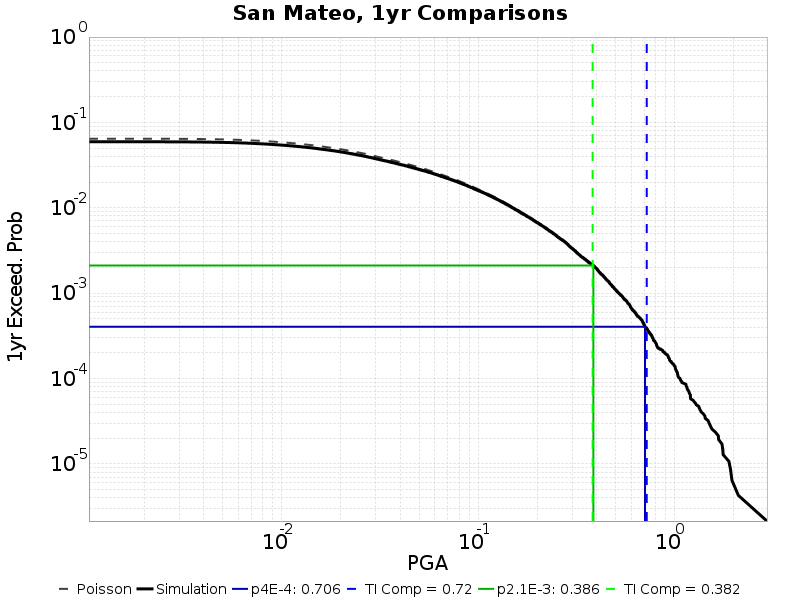 San Mateo, 1yr Comparisons
10^0
10^-1
10^-2
10^-3
10^-4
10^-5
1yr Exceed. Prob
10^-2 10^-1 10^0
PGA
Poisson Simulation p4E-4: 0.706 TI Comp = 0.72 p2.1E-3: 0.386 TI Comp = 0.382